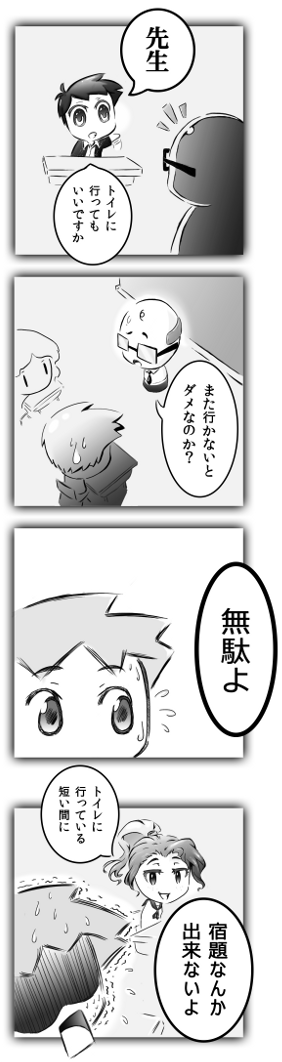 先生
トイレに
行っても
いいですか
また行かないと
ダメなのか？
無駄よ
トイレに
行っている
短い間に
宿題なんか
出来ないよ